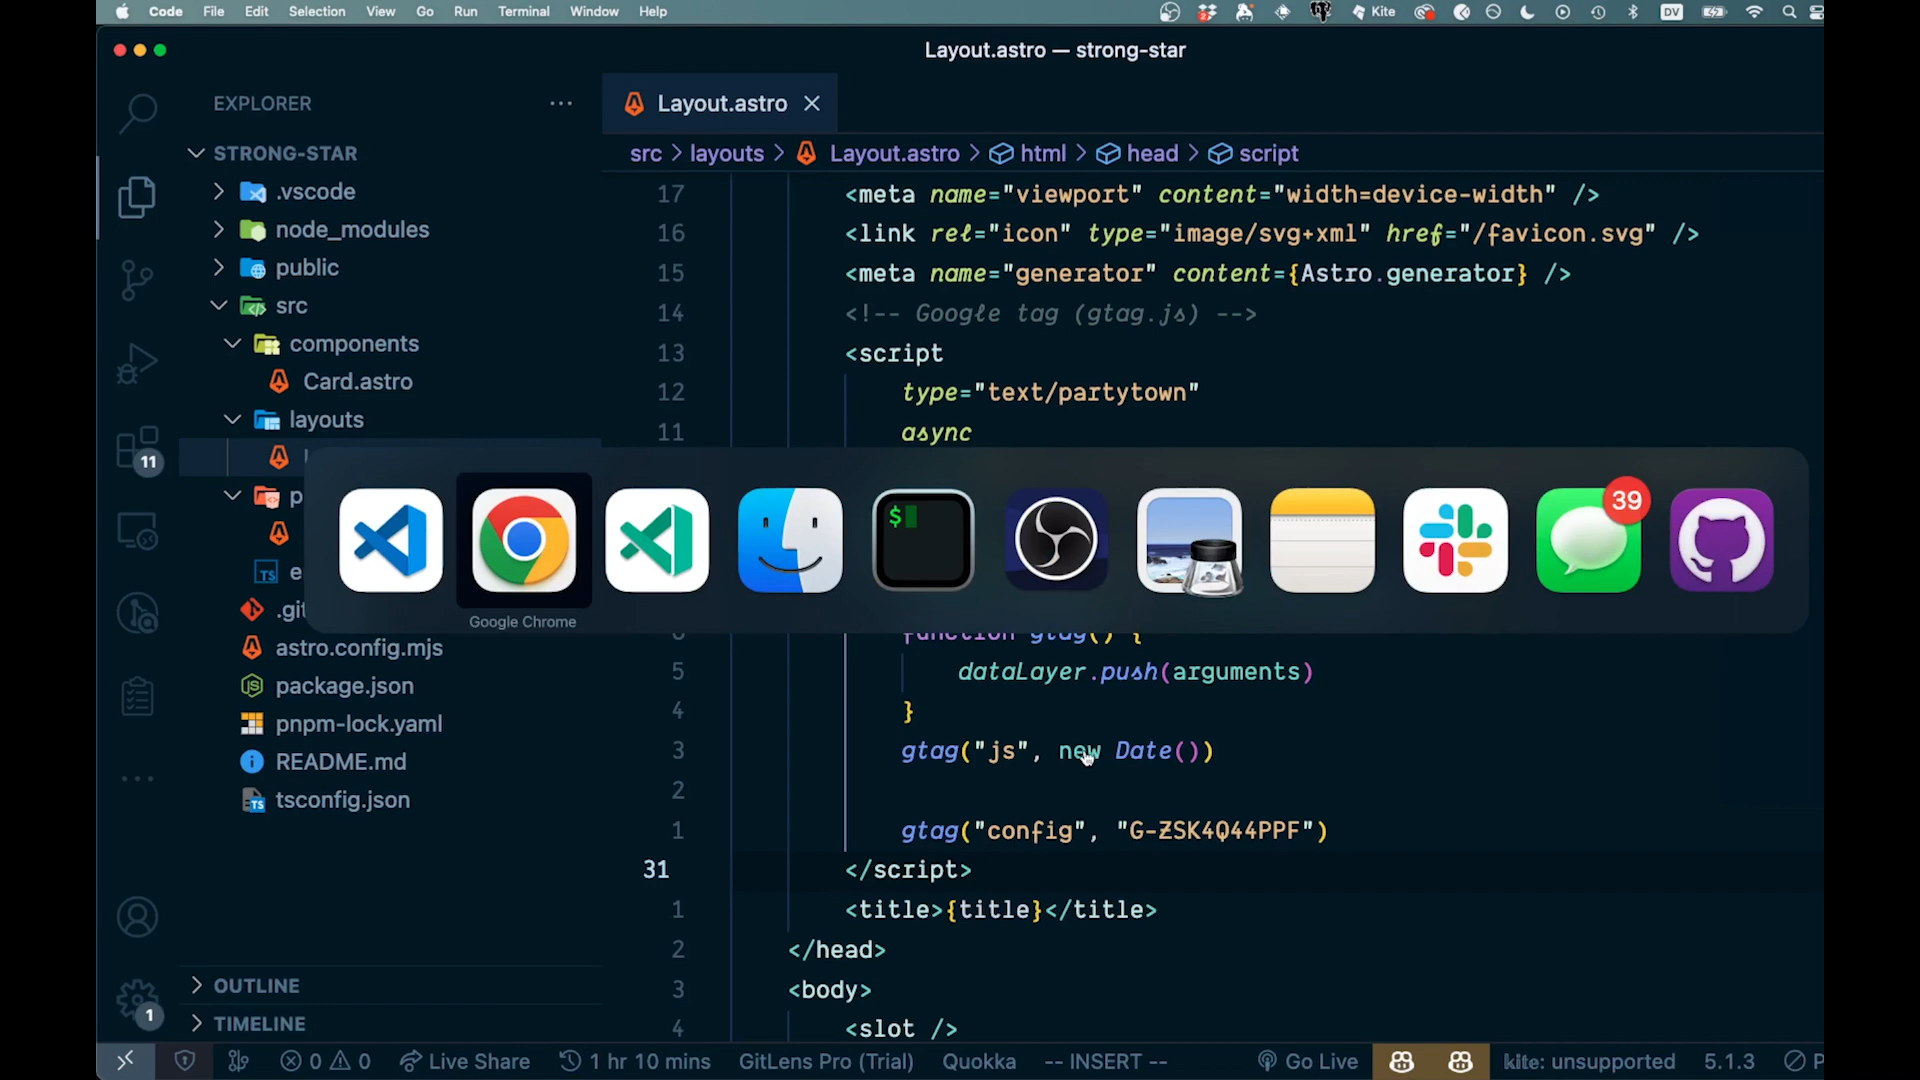 Code File Edit Selection View Go Run Terminal Window Help
Kite DV
Layout.astro — strong-star
EXPLORER
Layout.astro
src > layouts > Layout.astro > html > head > script
STRONG-STAR
.vscode
node_modules
public
src
components
Card.astro
layouts
astro.config.mjs
package.json
pnpm-lock.yaml
README.md
tsconfig.json
OUTLINE
TIMELINE
11
1
17 <meta name="viewport" content="width=device-width" />
16 <link rel="icon" type="image/svg+xml" href="/favicon.svg" />
15 <meta name="generator" content={Astro.generator} />
14 <!-- Google tag (gtag.js) -->
13 <script
12 type="text/partytown"
11 async
$
39
Google Chrome
function gtag() {
5 dataLayer.push(arguments)
4 }
3 gtag("js", new Date())
2
1 gtag("config", "G-ZSK4Q44PPF")
31 </script>
1 <title>{title}</title>
2 </head>
3 <body>
4 <slot />
0 0 Live Share 1 hr 10 mins GitLens Pro (Trial) Quokka -- INSERT -- Go Live kite: unsupported 5.1.3